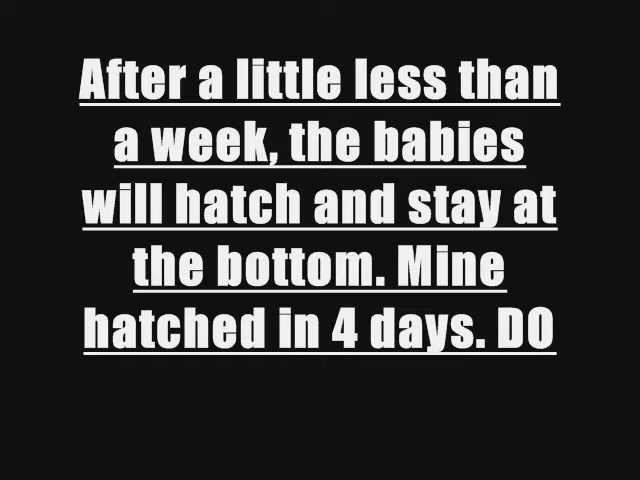 After a little less than
a week, the babies
will hatch and stay at
the bottom. Mine
hatched in 4 days. DO